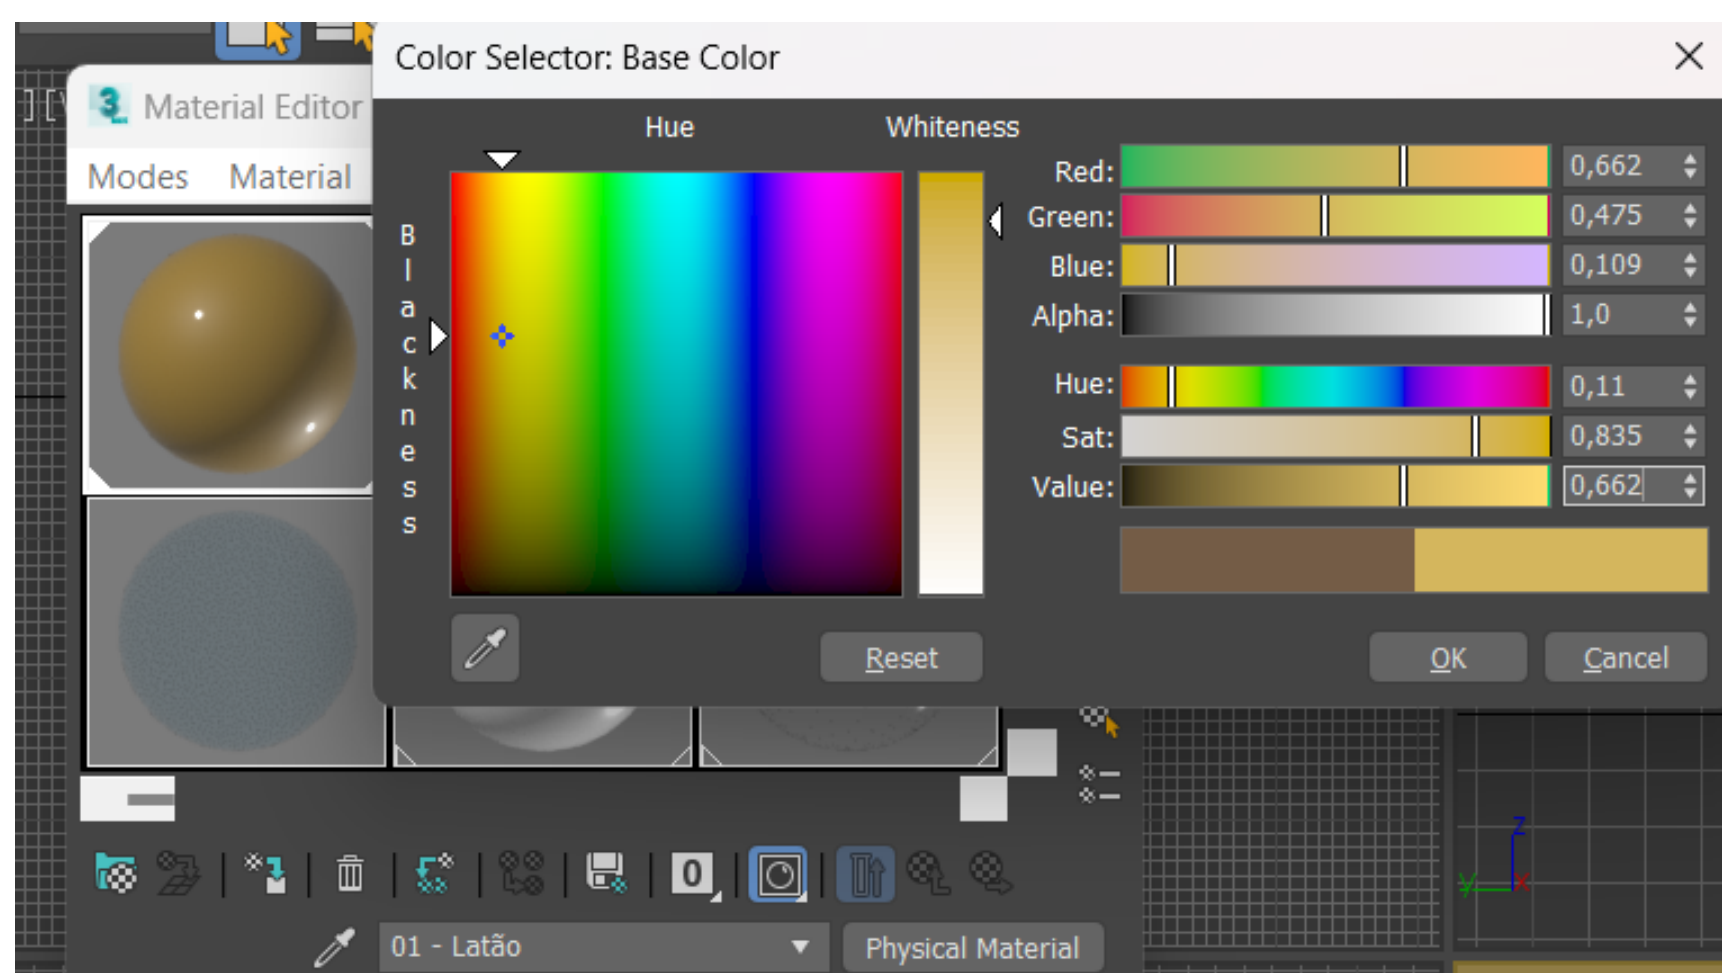 Color Selector: Base Color
][
Material Editor
Modes Material
Hue
Whiteness
Blackness
Red: 0,662
Green: 0,475
Blue: 0,109
Alpha: 1,0
Hue: 0,11
Sat: 0,835
Value: 0,662
Reset
OK
Cancel
0
z
y
x
01 - Latão
Physical Material